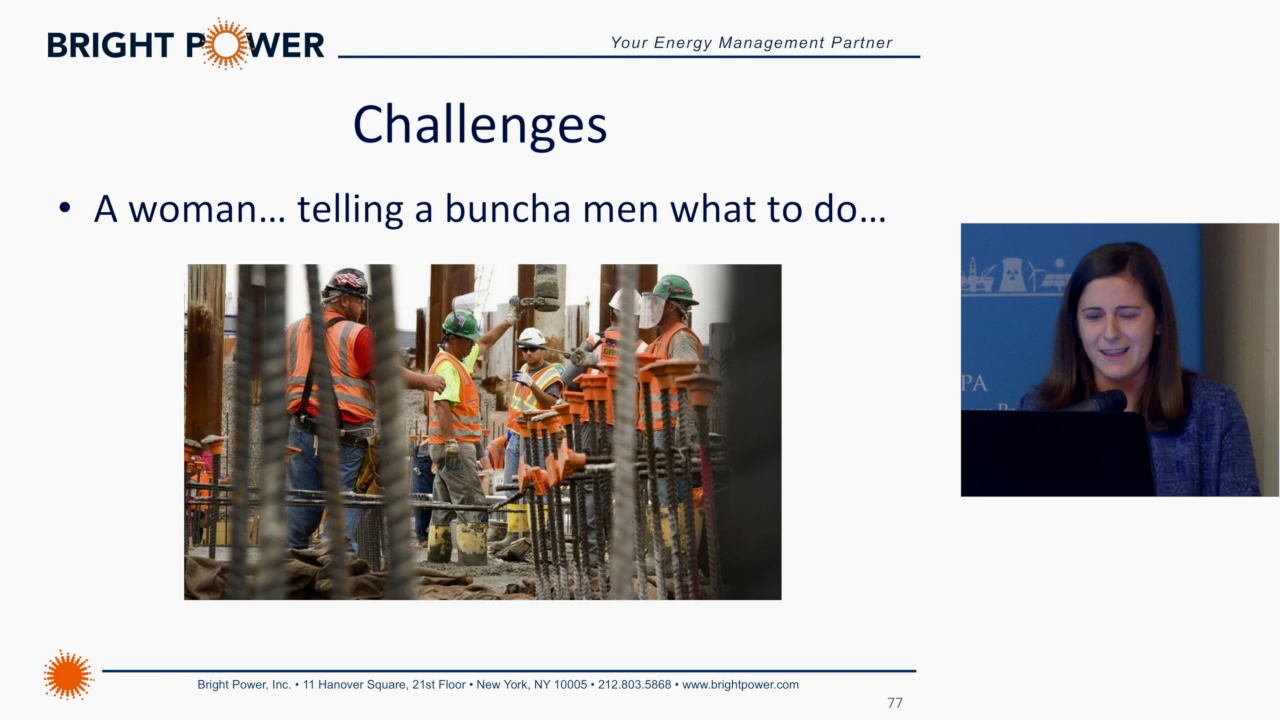 BRIGHT POWER
Your Energy Management Partner
Challenges
• A woman… telling a buncha men what to do…
PA
Bright Power, Inc. • 11 Hanover Square, 21st Floor • New York, NY 10005 • 212.803.5868 • www.brightpower.com
77